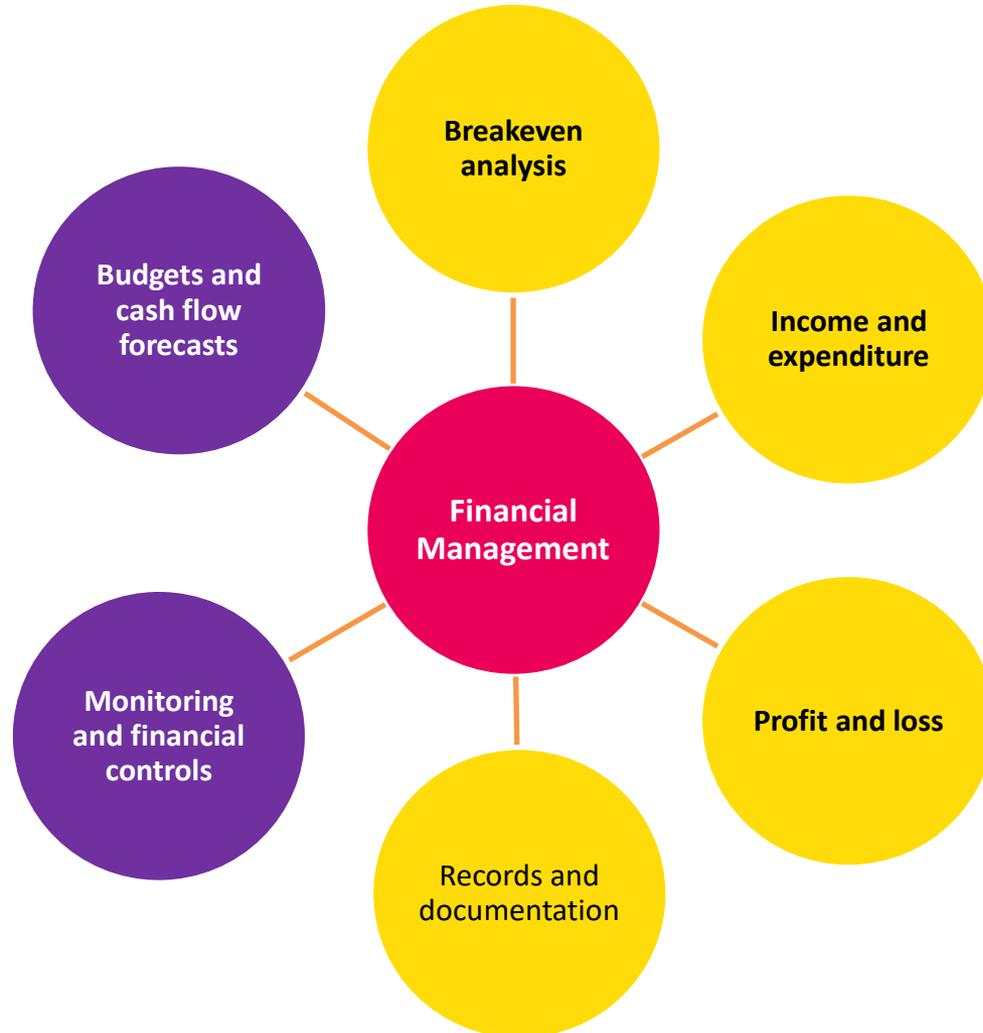 Breakeven
analysis
Budgets and
cash flow
forecasts
Income and
expenditure
Financial
Management
Monitoring
and financial
controls
Profit and loss
Records and
documentation